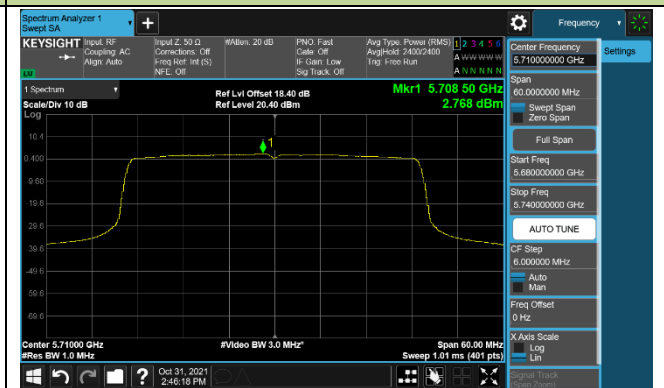 Spectrum Analyzer 1
Swept SA
Frequency
KEYSIGHT
Input: RF
Coupling: AC
Align: Auto
Input Z: 50 Ω
Corrections: Off
Freq Ref: Int (S)
NFE: Off
#Atten: 20 dB
PNO: Fast
Gate: Off
IF Gain: Low
Sig Track: Off
Avg Type: Power (RMS)
Avg|Hold: 2400/2400
Trig: Free Run
1 2 3 4 5 6
A W W W W W
A N N N N N
1 Spectrum
Scale/Div 10 dB
Log
Ref Lvl Offset 18.40 dB
Ref Level 20.40 dBm
Mkr1 5.708 50 GHz
2.768 dBm
1
10.4
0.400
-9.60
-19.6
-29.6
-39.6
-49.6
-59.6
-69.6
Center 5.71000 GHz
#Res BW 1.0 MHz
#Video BW 3.0 MHz*
Span 60.00 MHz
Sweep 1.01 ms (401 pts)
Center Frequency
5.710000000 GHz
Settings
Span
60.0000000 MHz
Swept Span
Zero Span
Full Span
Start Freq
5.680000000 GHz
Stop Freq
5.740000000 GHz
AUTO TUNE
CF Step
6.000000 MHz
Auto
Man
Freq Offset
0 Hz
X Axis Scale
Log
Lin
Signal Track
(Span Zoom)
Oct 31, 2021
2:46:18 PM